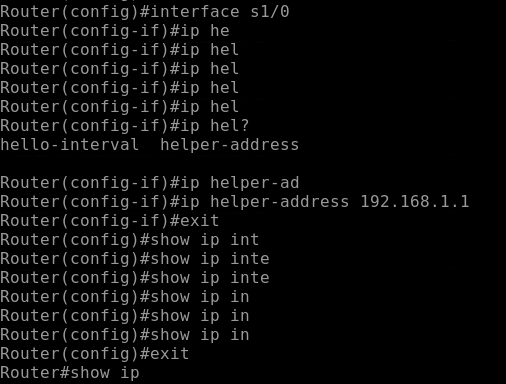 Router(config)#interface s1/0
Router(config-if)#ip he
Router(config-if)#ip hel
Router(config-if)#ip hel
Router(config-if)#ip hel
Router(config-if)#ip hel
Router(config-if)#ip hel?
hello-interval  helper-address

Router(config-if)#ip helper-ad
Router(config-if)#ip helper-address 192.168.1.1
Router(config-if)#exit
Router(config)#show ip int
Router(config)#show ip inte
Router(config)#show ip inte
Router(config)#show ip in
Router(config)#show ip in
Router(config)#show ip in
Router(config)#exit
Router#show ip